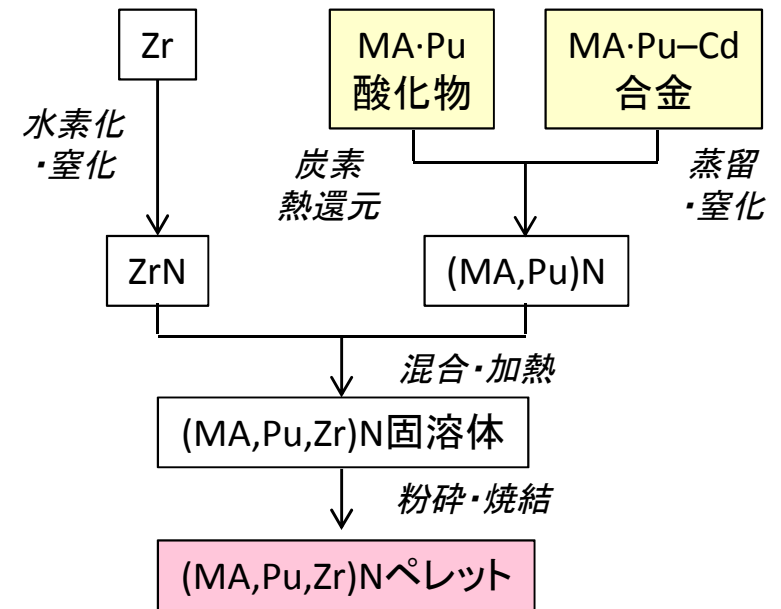 Zr
MA·Pu
酸化物
MA·Pu–Cd
合金
水素化
・窒化
炭素
熱還元
蒸留
・窒化
ZrN
(MA,Pu)N
混合・加熱
(MA,Pu,Zr)N固溶体
粉砕・焼結
(MA,Pu,Zr)Nペレット